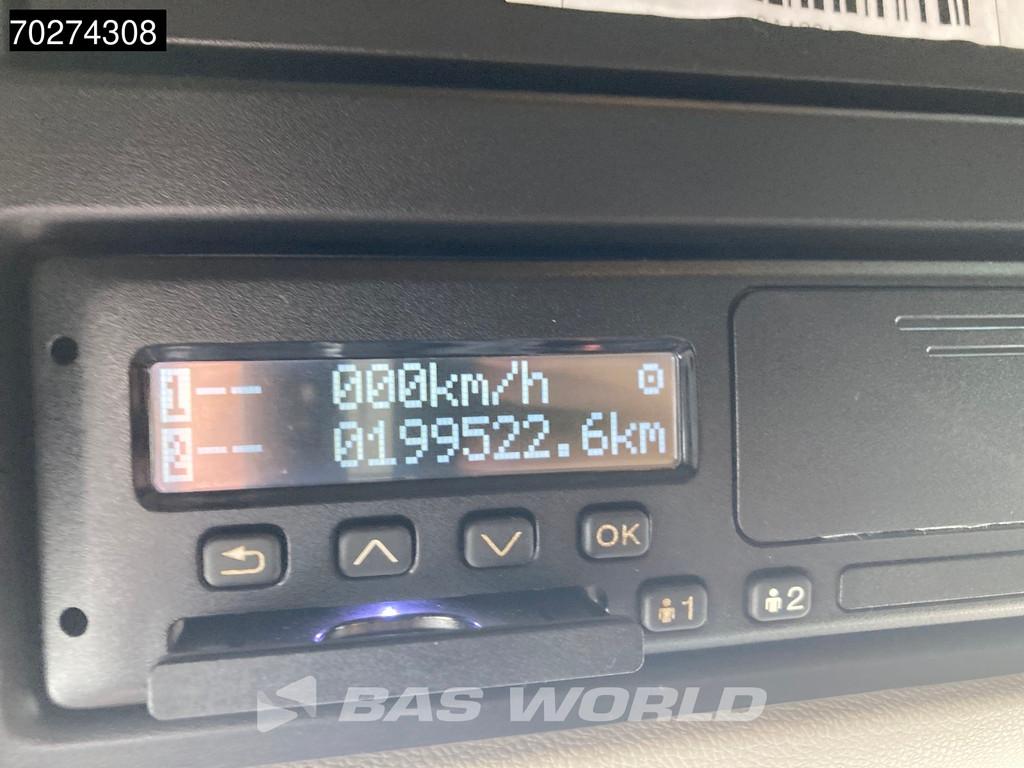 70274308
1 -- 000km/h
2 -- 0199522.6km
OK
1 2
BAS WORLD